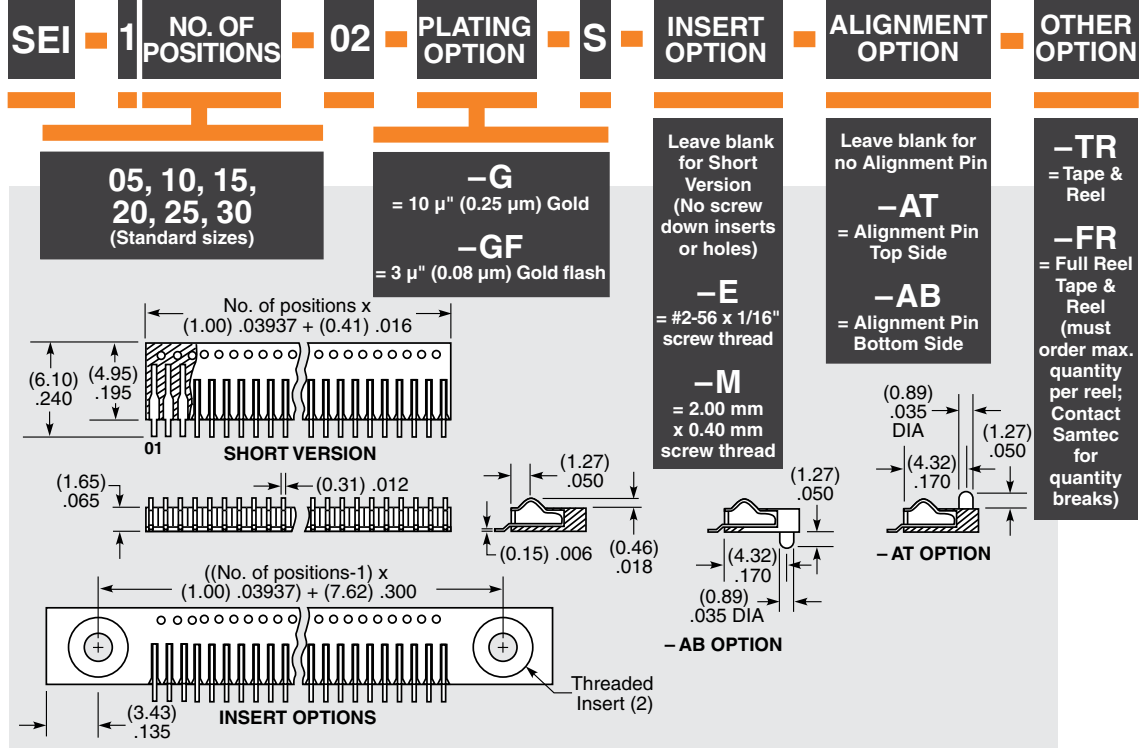 SEI - 1 NO. OF POSITIONS - 02 - PLATING OPTION - S - INSERT OPTION - ALIGNMENT OPTION - OTHER OPTION
05, 10, 15,
20, 25, 30
(Standard sizes)
–G
= 10 µ" (0.25 µm) Gold
–GF
= 3 µ" (0.08 µm) Gold flash
Leave blank
for Short
Version
(No screw
down inserts
or holes)
–E
= #2-56 x 1/16"
screw thread
–M
= 2.00 mm
x 0.40 mm
screw thread
Leave blank for
no Alignment Pin
–AT
= Alignment Pin
Top Side
–AB
= Alignment Pin
Bottom Side
–TR
= Tape &
Reel
–FR
= Full Reel
Tape &
Reel
(must
order max.
quantity
per reel;
Contact
Samtec
for
quantity
breaks)
No. of positions x
(1.00) .03937 + (0.41) .016
(6.10)
.240
(4.95)
.195
01
SHORT VERSION
(1.65)
.065
(0.31) .012
(1.27)
.050
(0.15) .006
(0.46)
.018
(1.27)
.050
(4.32)
.170
(0.89)
.035 DIA
– AB OPTION
(0.89)
.035
DIA
(1.27)
.050
(4.32)
.170
– AT OPTION
((No. of positions-1) x
(1.00) .03937) + (7.62) .300
Threaded
Insert (2)
(3.43)
.135
INSERT OPTIONS